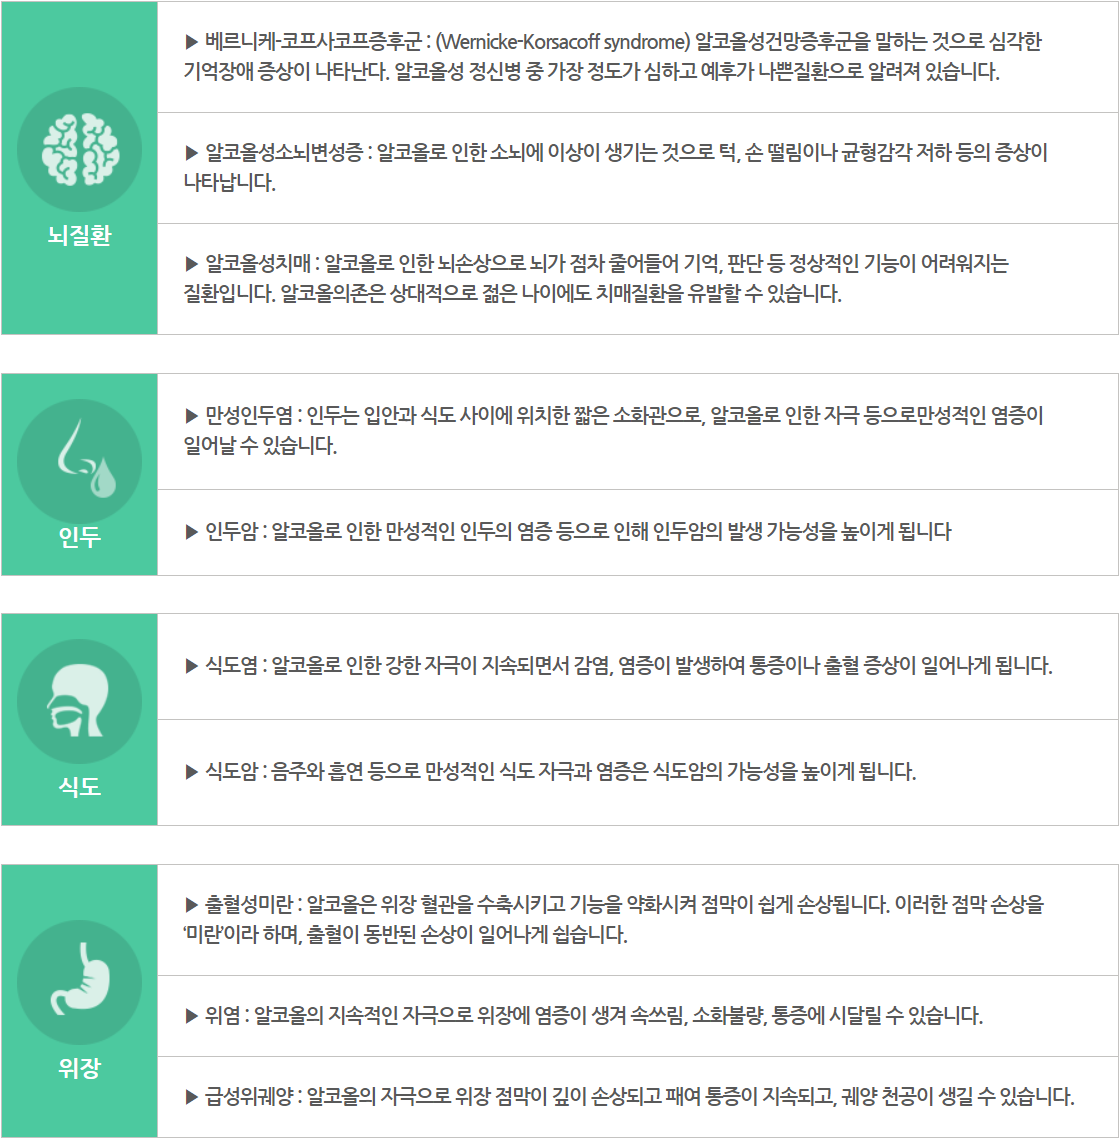 ▶ 베르니케-코프사코프증후군 : (Wernicke-Korsacoff syndrome) 알코올성건망증후군을 말하는 것으로 심각한
기억장애 증상이 나타난다. 알코올성 정신병 중 가장 정도가 심하고 예후가 나쁜질환으로 알려져 있습니다.
▶ 알코올성소뇌변성증 : 알코올로 인한 소뇌에 이상이 생기는 것으로 턱, 손 떨림이나 균형감각 저하 등의 증상이
나타납니다.
뇌질환
▶ 알코올성치매 : 알코올로 인한 뇌손상으로 뇌가 점차 줄어들어 기억, 판단 등 정상적인 기능이 어려워지는
질환입니다. 알코올의존은 상대적으로 젊은 나이에도 치매질환을 유발할 수 있습니다.
▶ 만성인두염 : 인두는 입안과 식도 사이에 위치한 짧은 소화관으로, 알코올로 인한 자극 등으로만성적인 염증이
일어날 수 있습니다.
인두
▶ 인두암 : 알코올로 인한 만성적인 인두의 염증 등으로 인해 인두암의 발생 가능성을 높이게 됩니다
▶ 식도염 : 알코올로 인한 강한 자극이 지속되면서 감염, 염증이 발생하여 통증이나 출혈 증상이 일어나게 됩니다.
식도
▶ 식도암 : 음주와 흡연 등으로 만성적인 식도 자극과 염증은 식도암의 가능성을 높이게 됩니다.
▶ 출혈성미란 : 알코올은 위장 혈관을 수축시키고 기능을 약화시켜 점막이 쉽게 손상됩니다. 이러한 점막 손상을
‘미란’이라 하며, 출혈이 동반된 손상이 일어나게 쉽습니다.
▶ 위염 : 알코올의 지속적인 자극으로 위장에 염증이 생겨 속쓰림, 소화불량, 통증에 시달릴 수 있습니다.
위장
▶ 급성위궤양 : 알코올의 자극으로 위장 점막이 깊이 손상되고 패여 통증이 지속되고, 궤양 천공이 생길 수 있습니다.